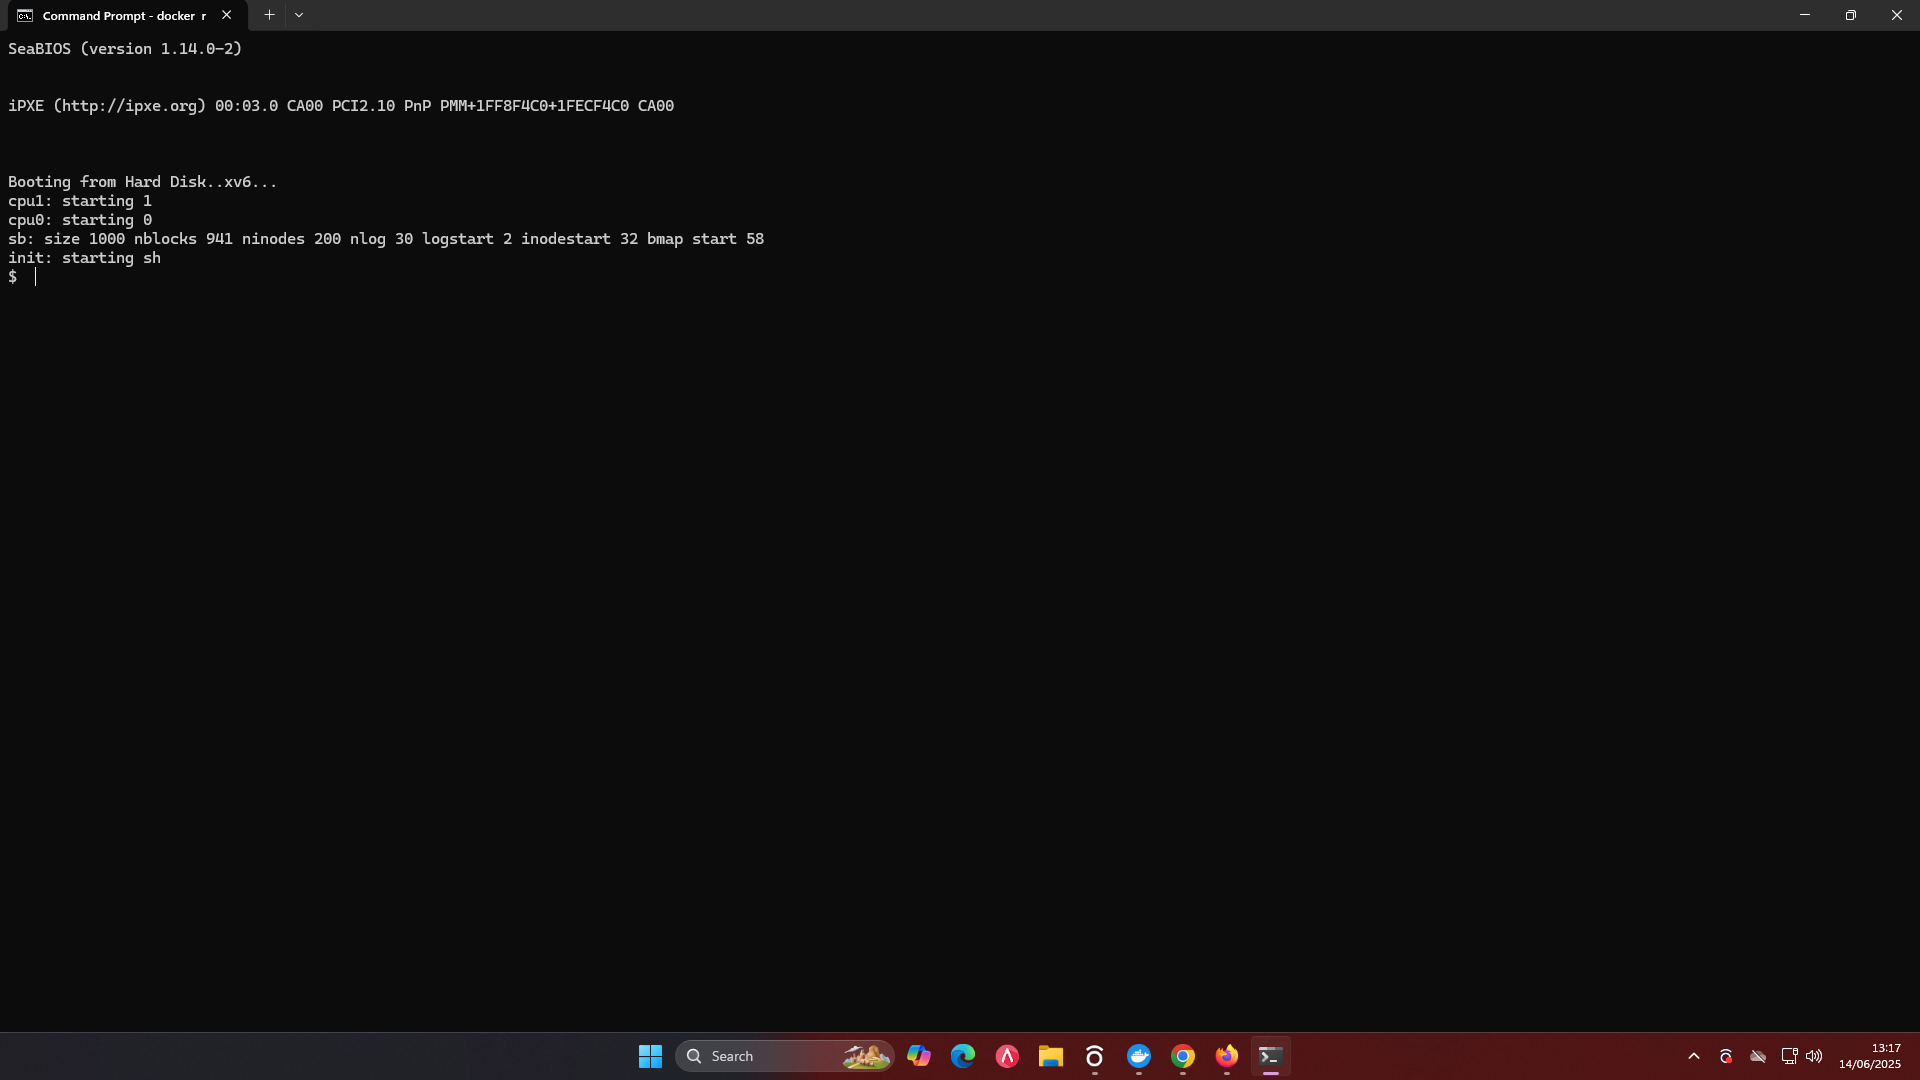 Command Prompt - docker  r
SeaBIOS (version 1.14.0-2)
iPXE (http://ipxe.org) 00:03.0 CA00 PCI2.10 PnP PMM+1FF8F4C0+1FECF4C0 CA00
Booting from Hard Disk..xv6...
cpu1: starting 1
cpu0: starting 0
sb: size 1000 nblocks 941 ninodes 200 nlog 30 logstart 2 inodestart 32 bmap start 58
init: starting sh
$
Search
13:17
14/06/2025